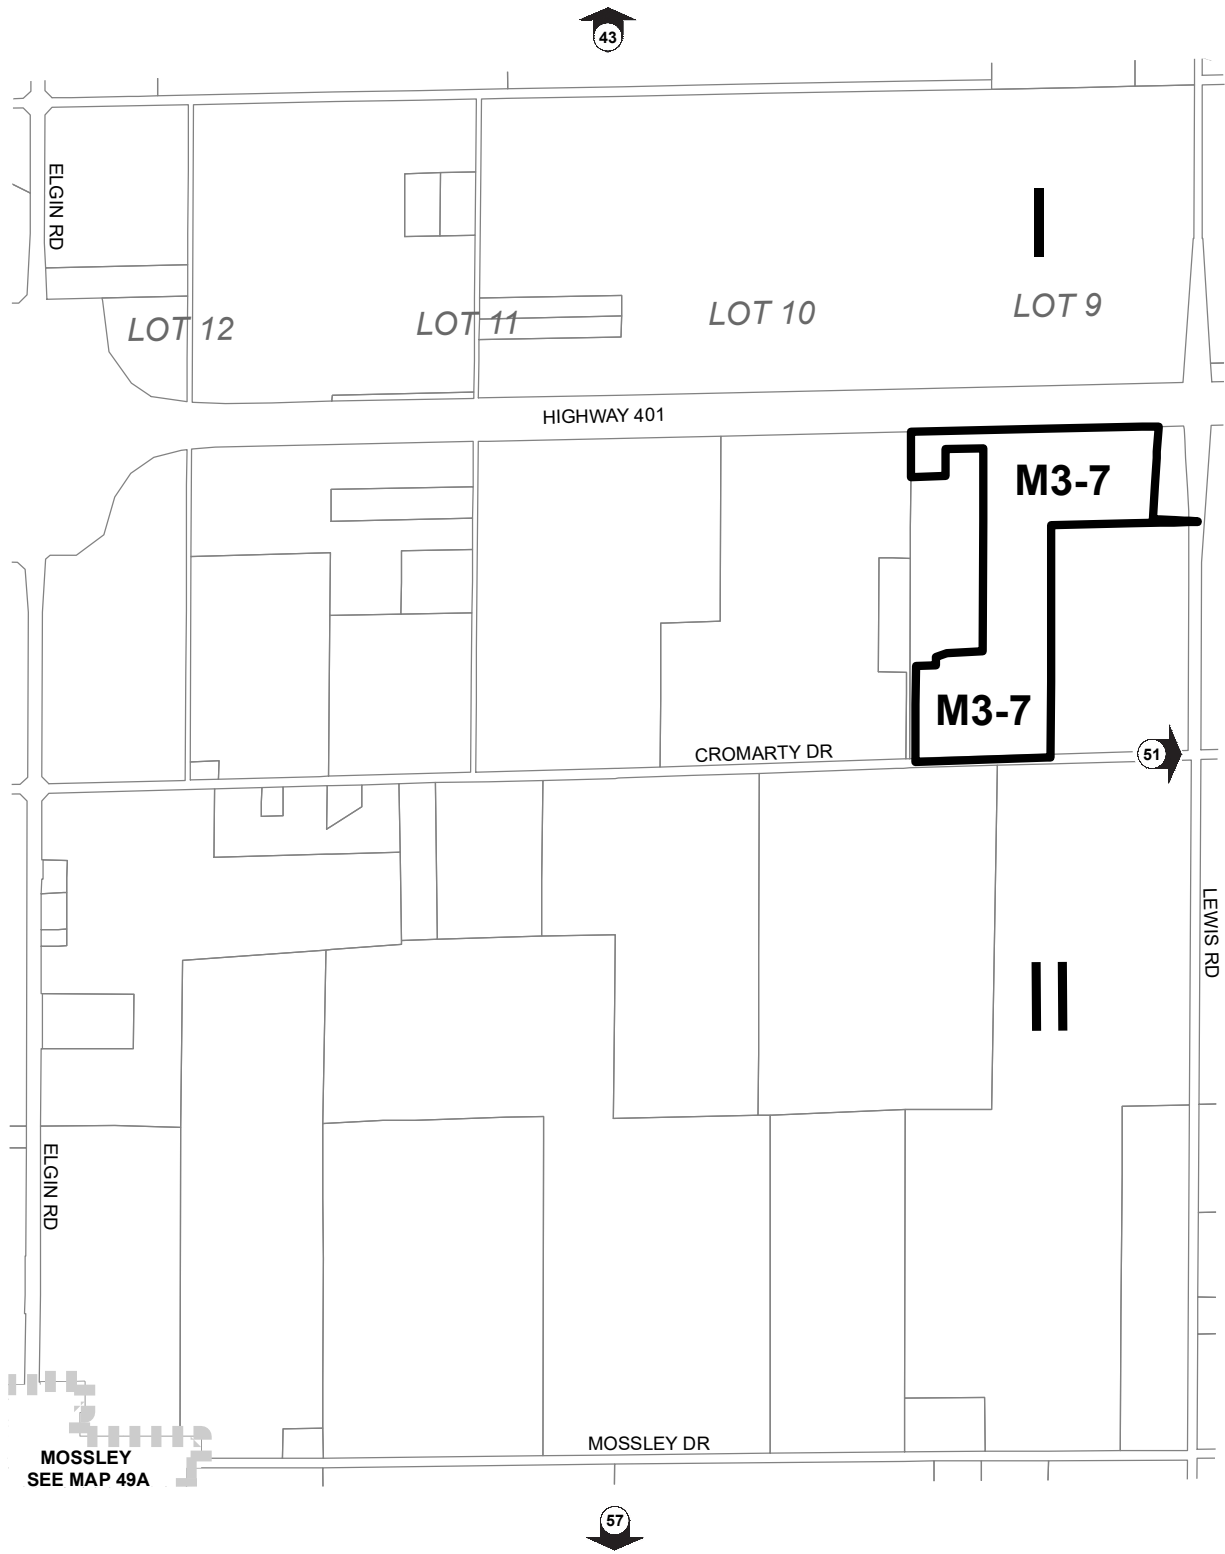 43
ELGIN RD
I
LOT 12
LOT 11
LOT 10
LOT 9
HIGHWAY 401
M3-7
M3-7
CROMARTY DR
51
LEWIS RD
II
ELGIN RD
MOSSLEY DR
MOSSLEY
SEE MAP 49A
57